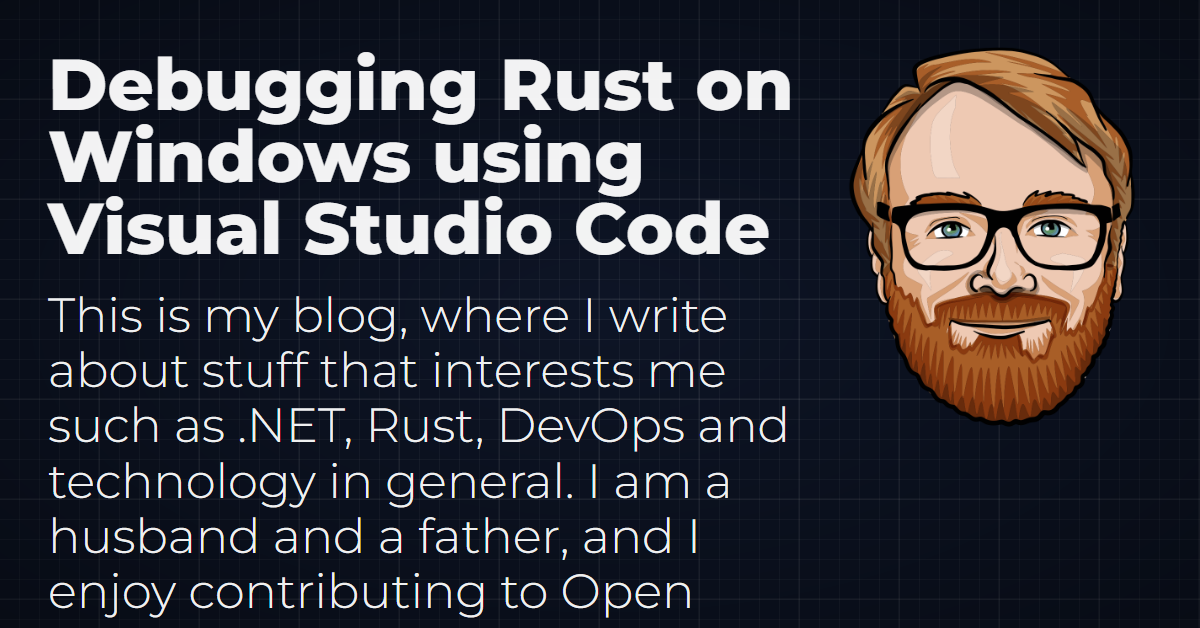 Debugging Rust on
Windows using
Visual Studio Code
This is my blog, where I write
about stuff that interests me
such as .NET, Rust, DevOps and
technology in general. I am a
husband and a father, and I
enjoy contributing to Open